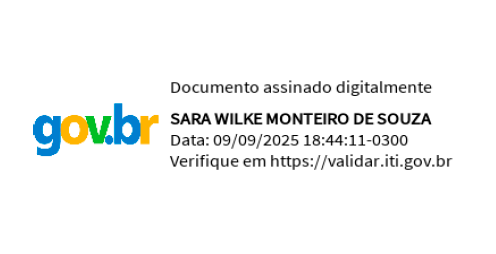 Documento assinado digitalmente
gov.br
SARA WILKE MONTEIRO DE SOUZA
Data: 09/09/2025 18:44:11-0300
Verifique em https://validar.iti.gov.br